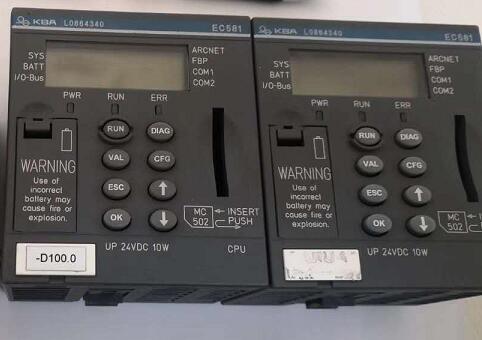 KBA L0864340 EC581
SYS
BATT
I/O-Bus
ARCNET
FBP
COM1
COM2
PWR RUN ERR
RUN DIAG
VAL CFG
ESC
OK
WARNING
Use of
incorrect
battery may
cause fire or
explosion.
MC
502
INSERT
PUSH
UP 24VDC 10W CPU
-D100.0
KBA L0864340 EC581
SYS
BATT
I/O-Bus
ARCNET
FBP
COM1
COM2
PWR RUN ERR
RUN DIAG
VAL CFG
ESC
OK
WARNING
Use of
incorrect
battery may
cause fire or
explosion.
MC
502
INSERT
PUSH
UP 24VDC 10W